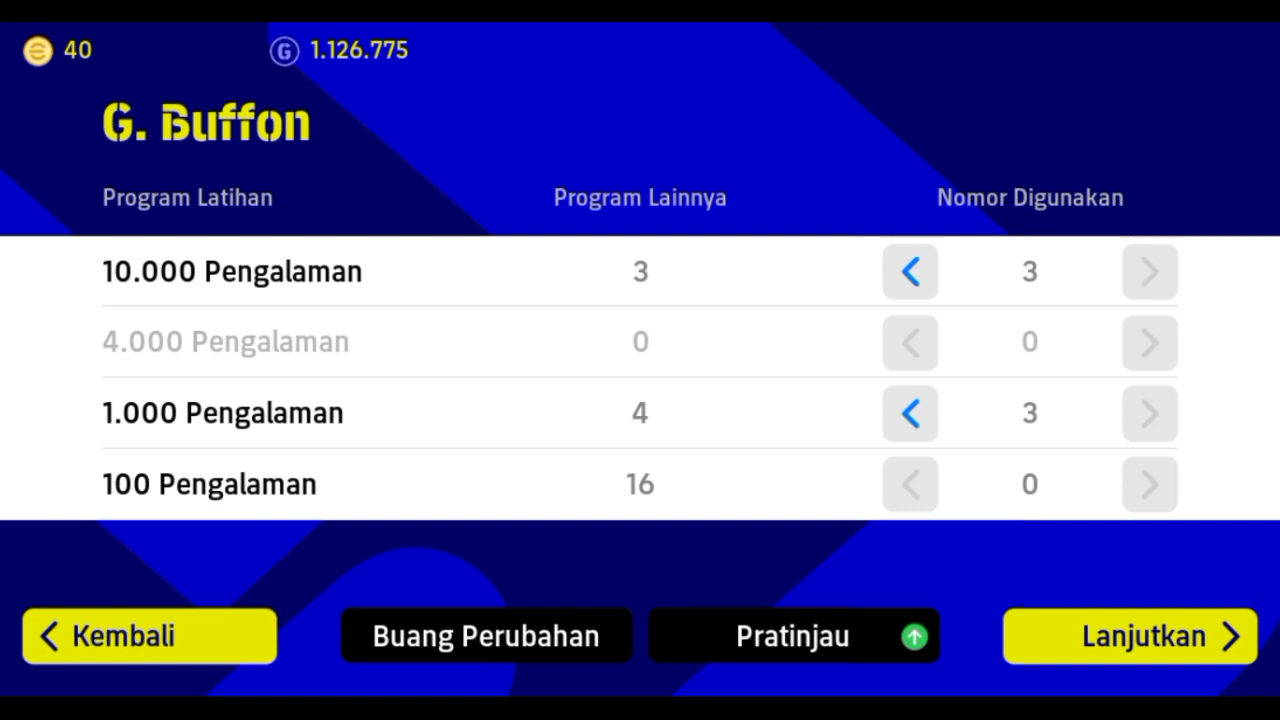 40 1.126.775
G. Buffon
Program Latihan Program Lainnya Nomor Digunakan
10.000 Pengalaman 3 3
4.000 Pengalaman 0 0
1.000 Pengalaman 4 3
100 Pengalaman 16 0
Kembali Buang Perubahan Pratinjau Lanjutkan